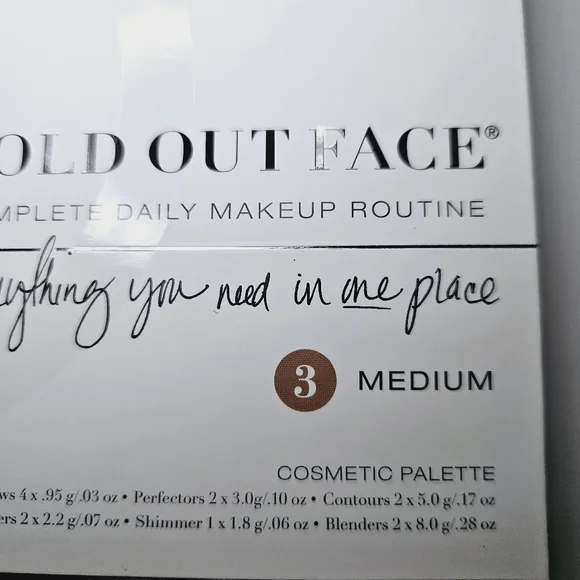 OLD OUT FACE®
MPLETE DAILY MAKEUP ROUTINE
you need in one place
3 MEDIUM
COSMETIC PALETTE
ws 4 x .95 g/.03 oz • Perfectors 2 x 3.0g/.10 oz • Contours 2 x 5.0 g/.17 oz
ers 2 x 2.2 g/.07 oz • Shimmer 1 x 1.8 g/.06 oz • Blenders 2 x 8.0 g/.28 oz